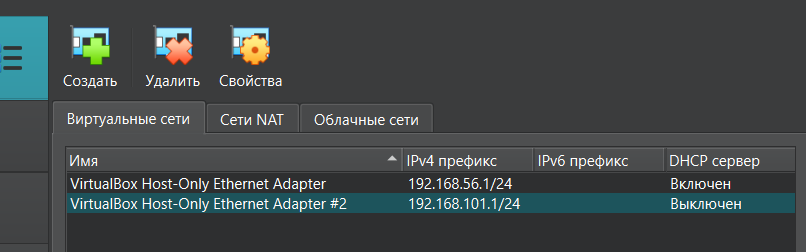 Создать Удалить Свойства
Виртуальные сети Сети NAT Облачные сети
Имя IPv4 префикс IPv6 префикс DHCP сервер
VirtualBox Host-Only Ethernet Adapter 192.168.56.1/24 Включен
VirtualBox Host-Only Ethernet Adapter #2 192.168.101.1/24 Выключен